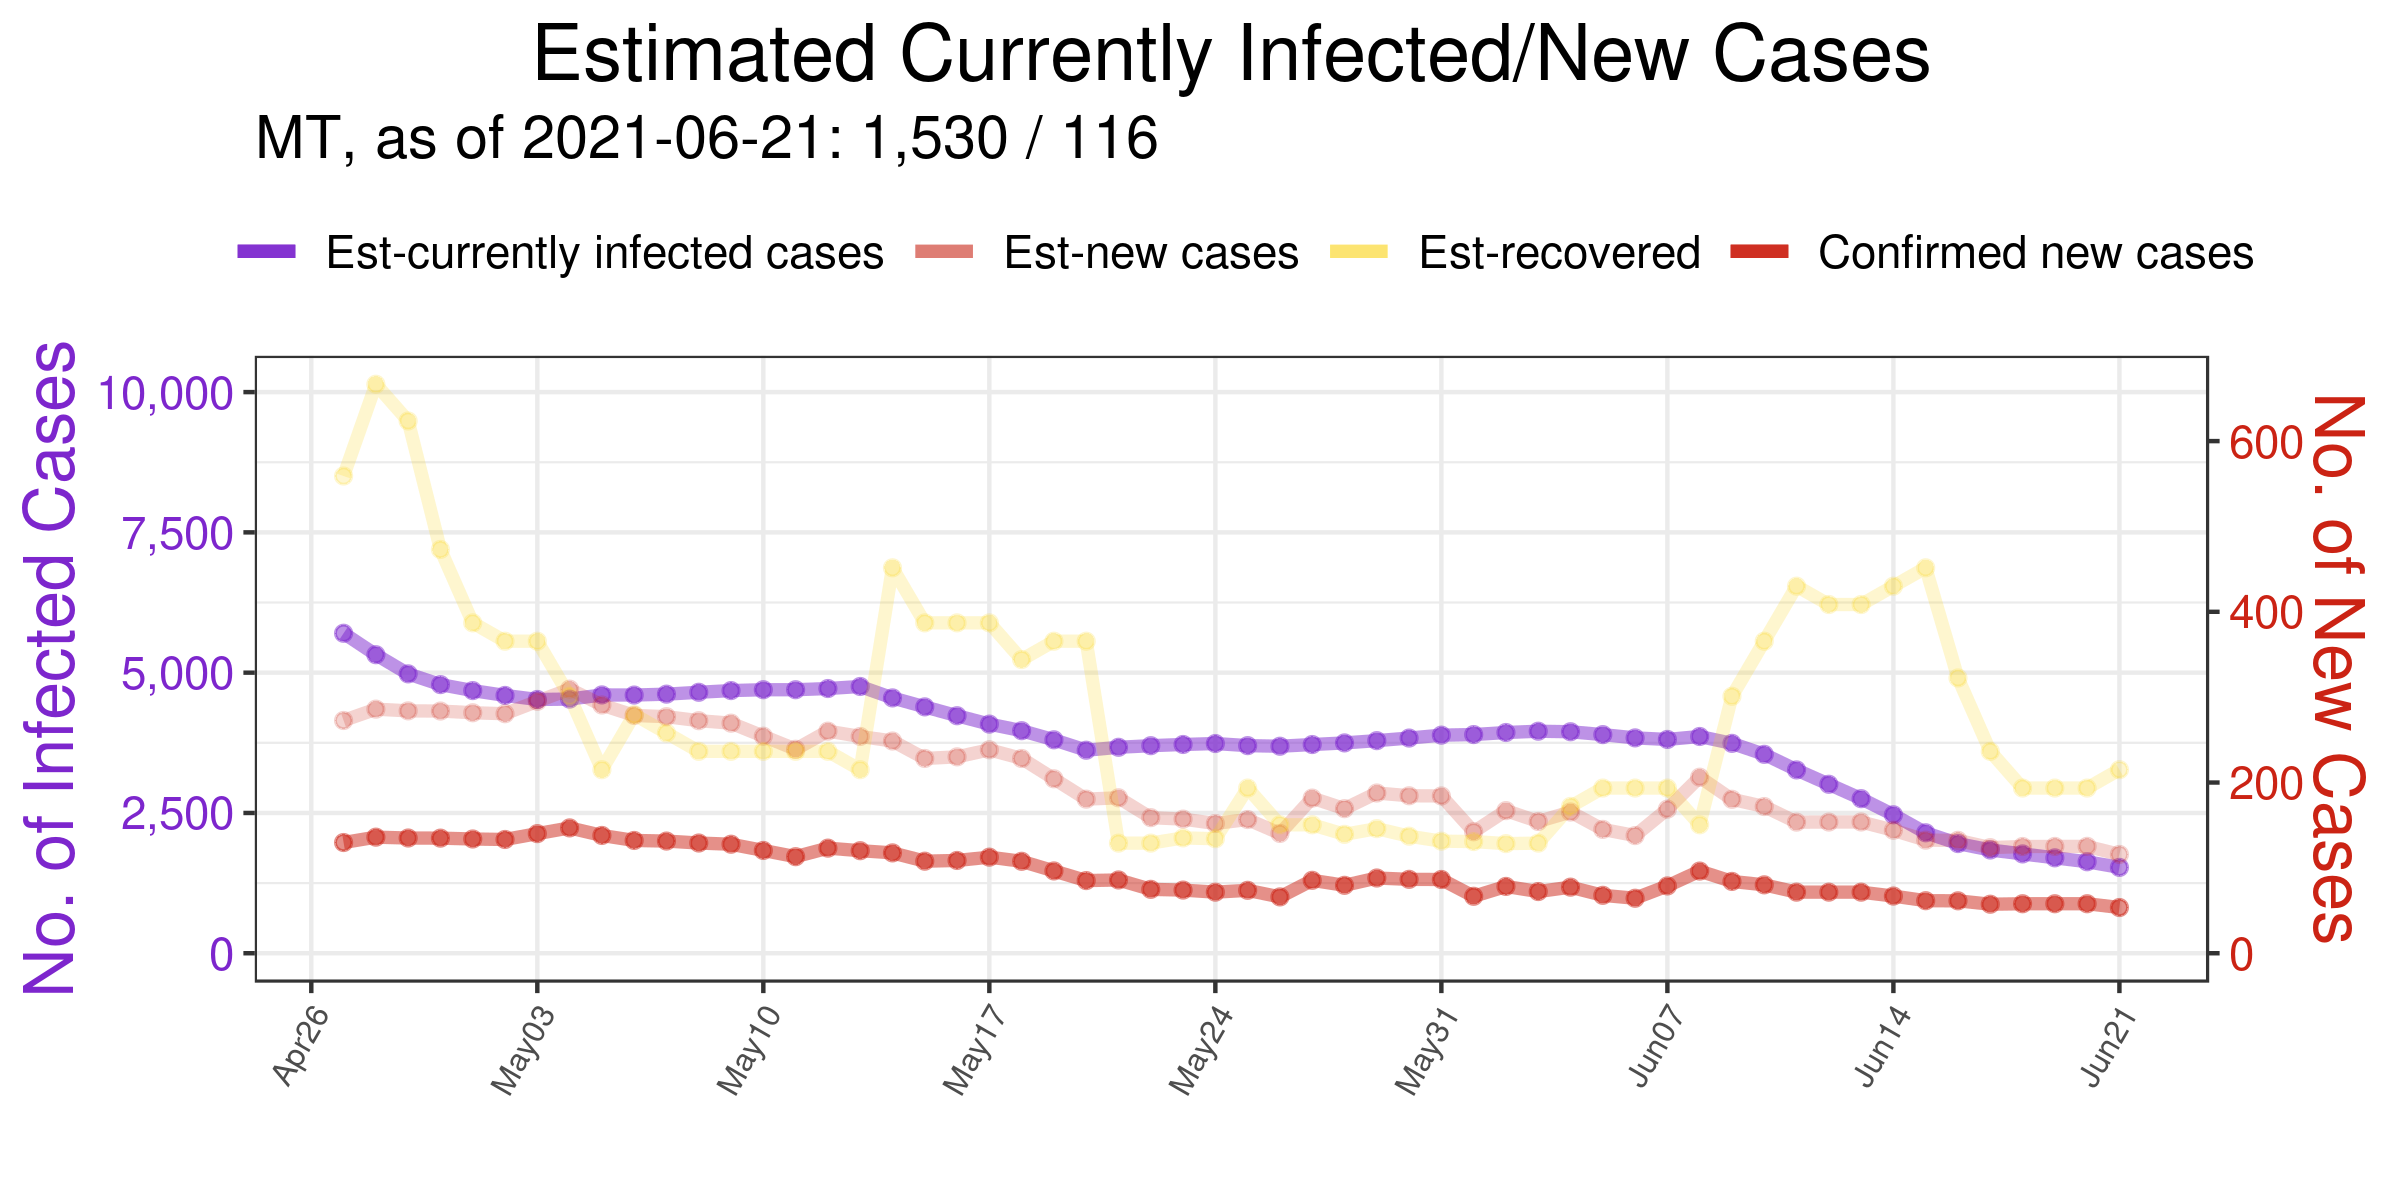 Estimated Currently Infected/New Cases
MT, as of 2021-06-21: 1,530 / 116
Est-currently infected cases Est-new cases Est-recovered Confirmed new cases
No. of Infected Cases
10,000
7,500
5,000
2,500
0
600
400
200
0
No. of New Cases
Apr26 May03 May10 May17 May24 May31 Jun07 Jun14 Jun21